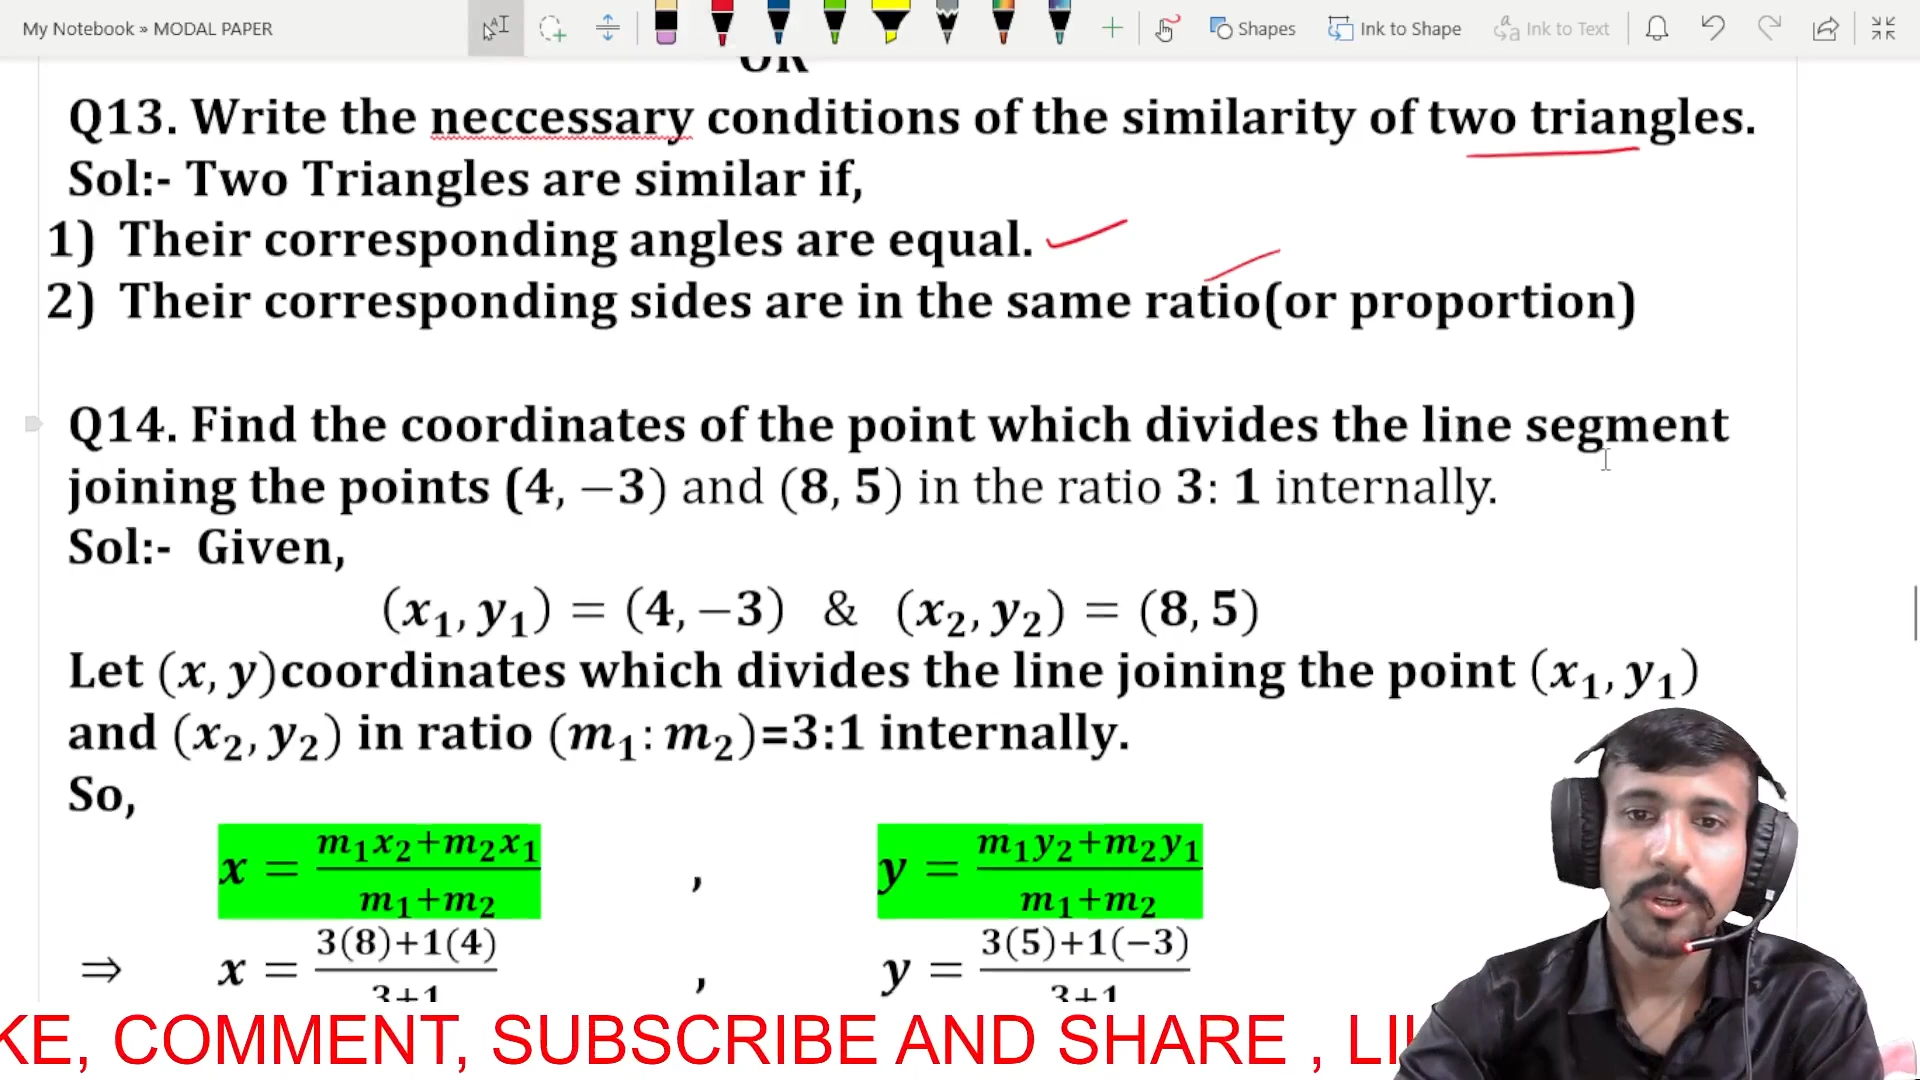 My Notebook » MODAL PAPER
Shapes
Ink to Shape
Ink to Text
OR
Q13. Write the neccessary conditions of the similarity of two triangles.
Sol:- Two Triangles are similar if,
1) Their corresponding angles are equal.
2) Their corresponding sides are in the same ratio(or proportion)
Q14. Find the coordinates of the point which divides the line segment
joining the points (4, −3) and (8, 5) in the ratio 3: 1 internally.
Sol:- Given,
(x₁, y₁) = (4, −3) & (x₂, y₂) = (8, 5)
Let (x, y)coordinates which divides the line joining the point (x₁, y₁)
and (x₂, y₂) in ratio (m₁: m₂)=3:1 internally.
So,
x = m₁x₂+m₂x₁ / m₁+m₂ , y = m₁y₂+m₂y₁ / m₁+m₂
⇒ x = 3(8)+1(4) / 3+1 , y = 3(5)+1(−3) / 3+1
KE, COMMENT, SUBSCRIBE AND SHARE , LI